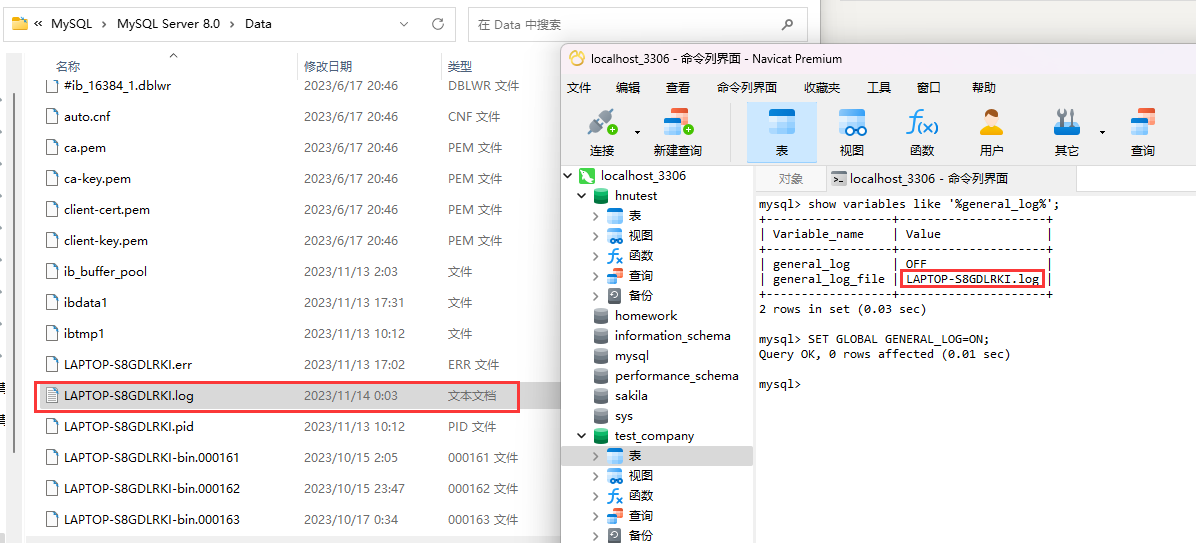 « MySQL › MySQL Server 8.0 › Data
在 Data 中搜索
名称 修改日期 类型
#ib_16384_1.dblwr 2023/6/17 20:46 DBLWR 文件
auto.cnf 2023/6/17 20:46 CNF 文件
ca.pem 2023/6/17 20:46 PEM 文件
ca-key.pem 2023/6/17 20:46 PEM 文件
client-cert.pem 2023/6/17 20:46 PEM 文件
client-key.pem 2023/6/17 20:46 PEM 文件
ib_buffer_pool 2023/11/13 2:03 文件
ibdata1 2023/11/13 17:31 文件
ibtmp1 2023/11/13 10:12 文件
LAPTOP-S8GDLRKI.err 2023/11/13 17:02 ERR 文件
LAPTOP-S8GDLRKI.log 2023/11/14 0:03 文本文档
LAPTOP-S8GDLRKI.pid 2023/11/13 10:12 PID 文件
LAPTOP-S8GDLRKI-bin.000161 2023/10/15 2:05 000161 文件
LAPTOP-S8GDLRKI-bin.000162 2023/10/15 23:47 000162 文件
LAPTOP-S8GDLRKI-bin.000163 2023/10/17 0:34 000163 文件
localhost_3306 - 命令列界面 - Navicat Premium
文件 编辑 查看 命令列界面 收藏夹 工具 窗口 帮助
连接 新建查询 表 视图 函数 用户 其它 查询
localhost_3306
hnutest
表
视图
函数
查询
备份
homework
information_schema
mysql
performance_schema
sakila
sys
test_company
表
视图
函数
查询
备份
对象 localhost_3306 - 命令列界面
mysql> show variables like '%general_log%';
+------------------+---------------------+
| Variable_name | Value |
+------------------+---------------------+
| general_log | OFF
| general_log_file | LAPTOP-S8GDLRKI.log |
+------------------+---------------------+
2 rows in set (0.03 sec)
mysql> SET GLOBAL GENERAL_LOG=ON;
Query OK, 0 rows affected (0.01 sec)
mysql>